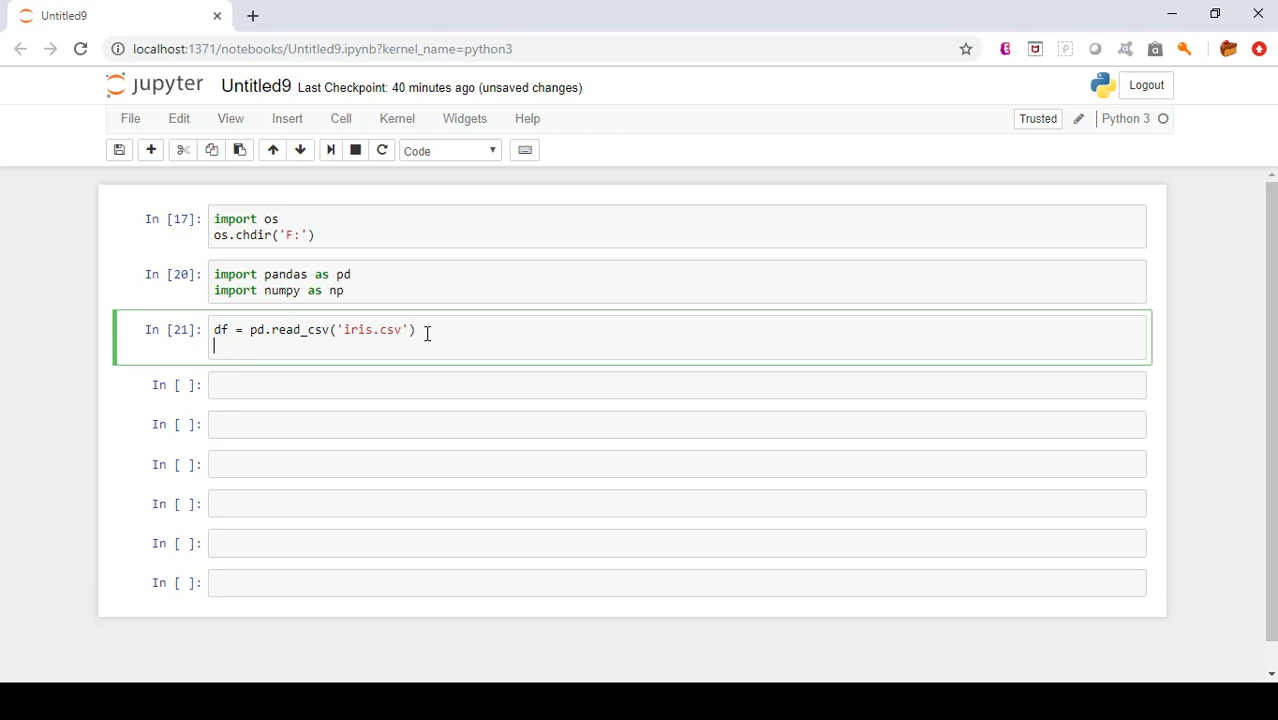 Untitled9
localhost:1371/notebooks/Untitled9.ipynb?kernel_name=python3
jupyter Untitled9 Last Checkpoint: 40 minutes ago (unsaved changes) Logout
File Edit View Insert Cell Kernel Widgets Help Trusted Python 3
Code
In [17]: import os
os.chdir('F:')
In [20]: import pandas as pd
import numpy as np
In [21]: df = pd.read_csv('iris.csv')
In [ ]:
In [ ]:
In [ ]:
In [ ]:
In [ ]:
In [ ]: